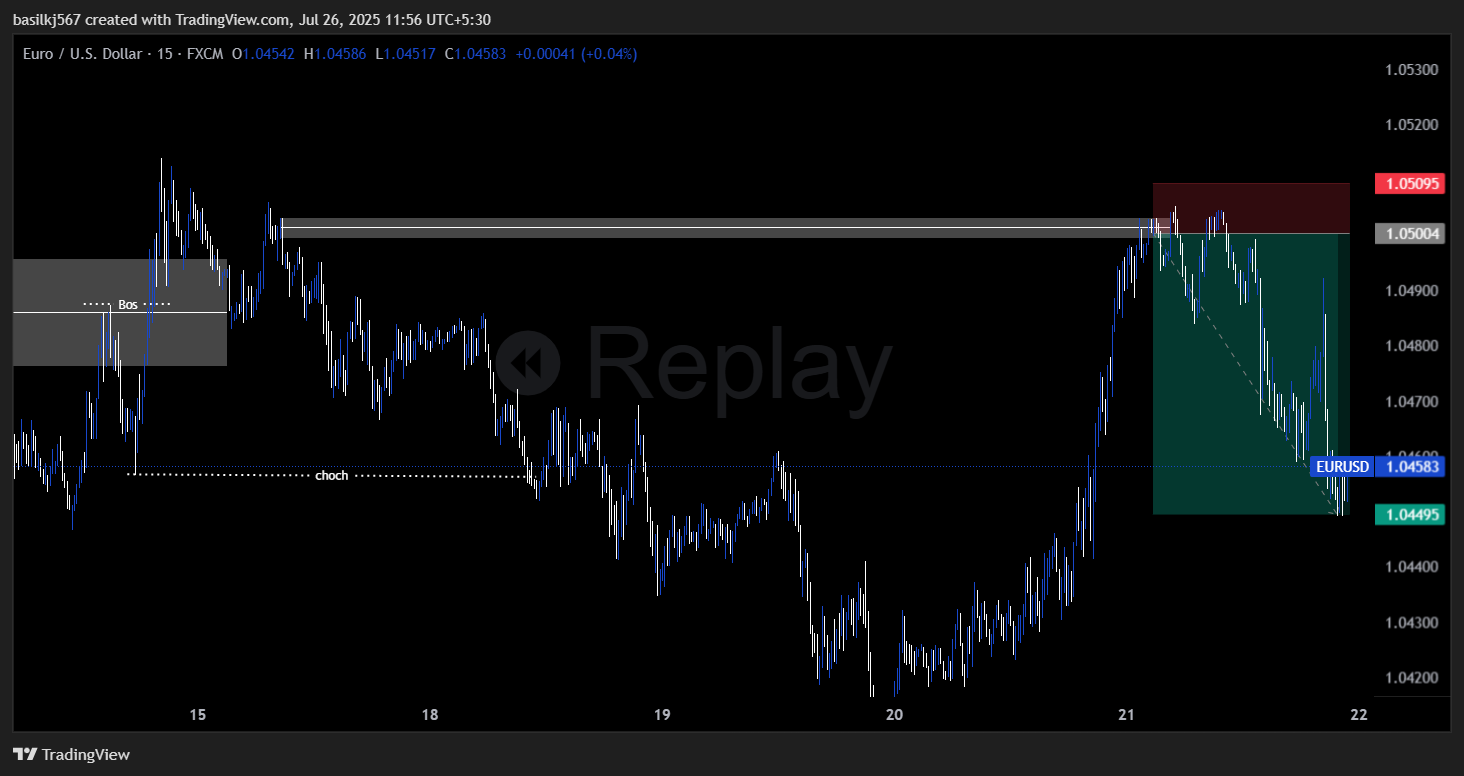 basilkj567 created with TradingView.com, Jul 26, 2025 11:56 UTC+5:30
Euro / U.S. Dollar · 15 · FXCM O1.04542 H1.04586 L1.04517 C1.04583 +0.00041 (+0.04%)
1.05300
1.05200
1.05095
1.05004
1.04900
Bos
1.04800
Replay
1.04700
1.04600
EURUSD 1.04583
choch
1.04495
1.04400
1.04300
1.04200
15 18 19 20 21 22
TradingView